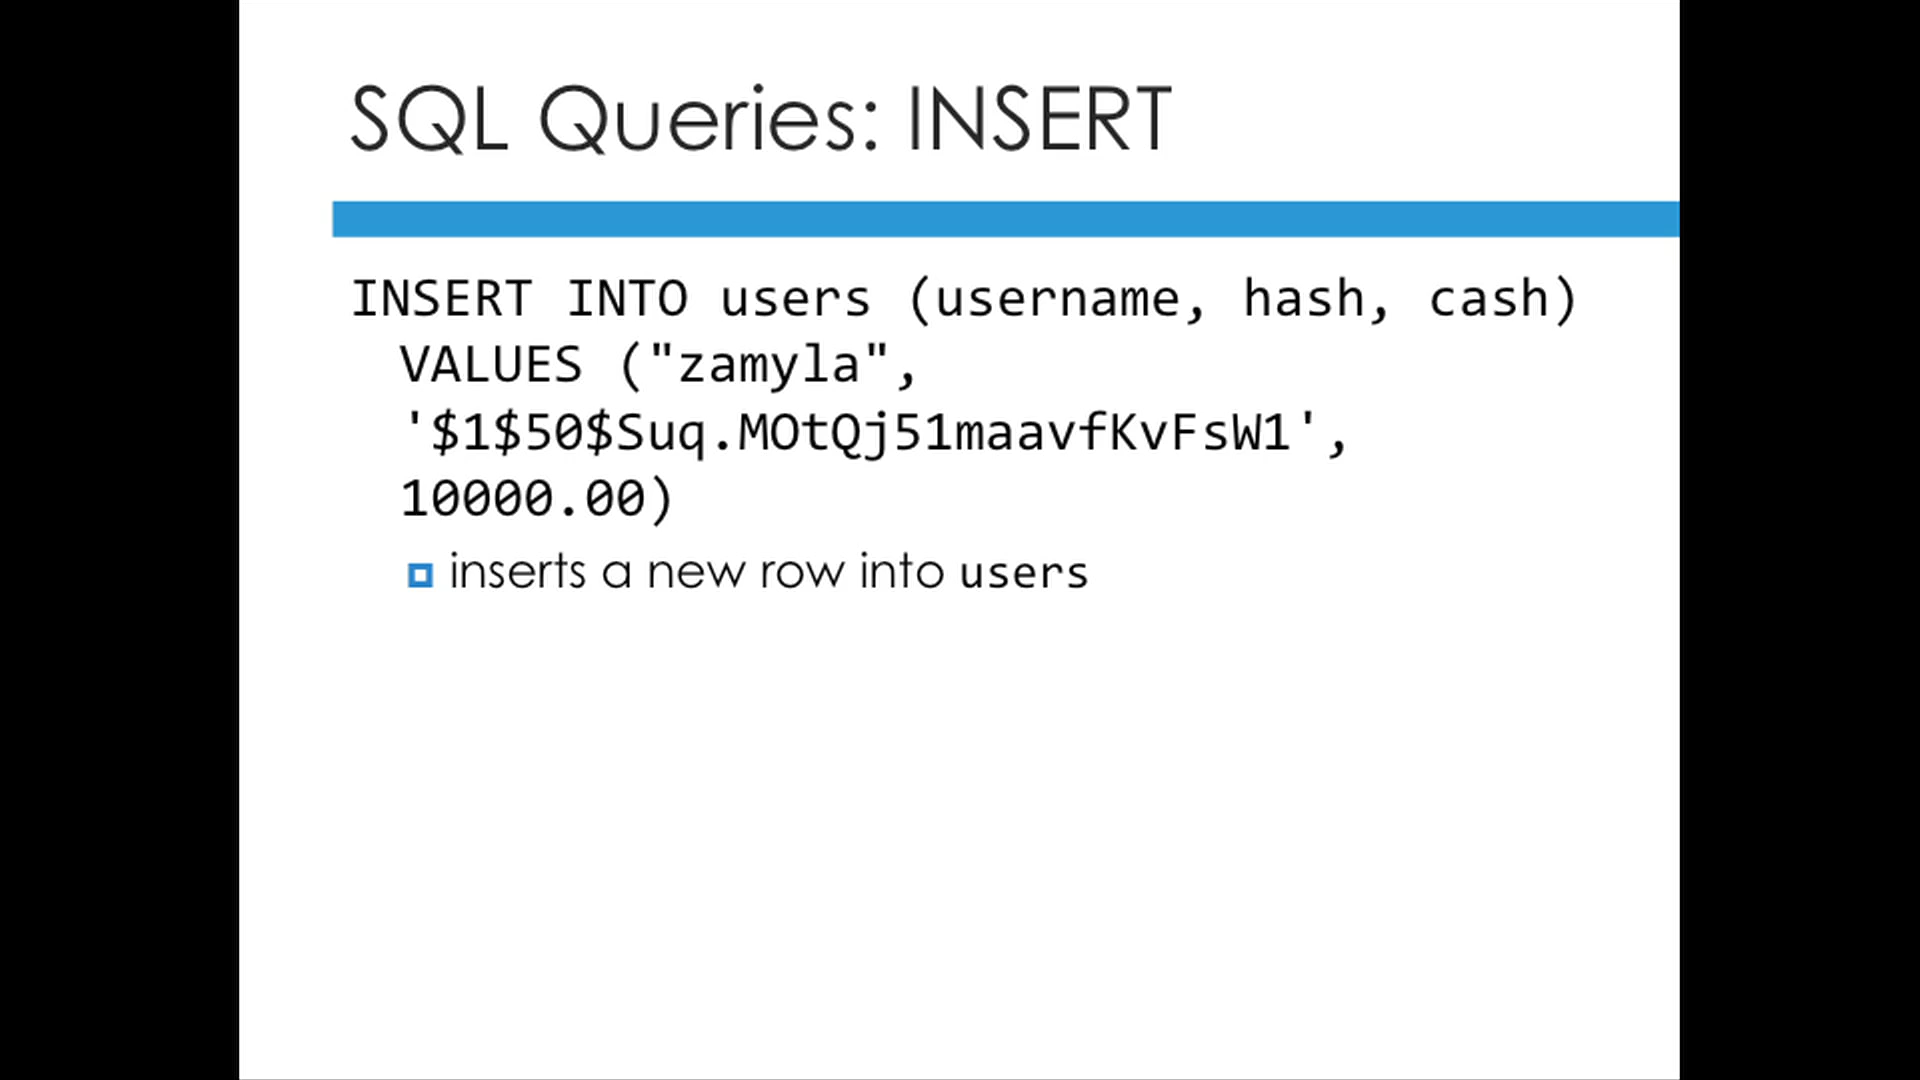 SQL Queries: INSERT
INSERT INTO users (username, hash, cash)
VALUES ("zamyla",
'$1$50$Suq.MOtQj51maavfKvFsW1',
10000.00)
inserts a new row into users